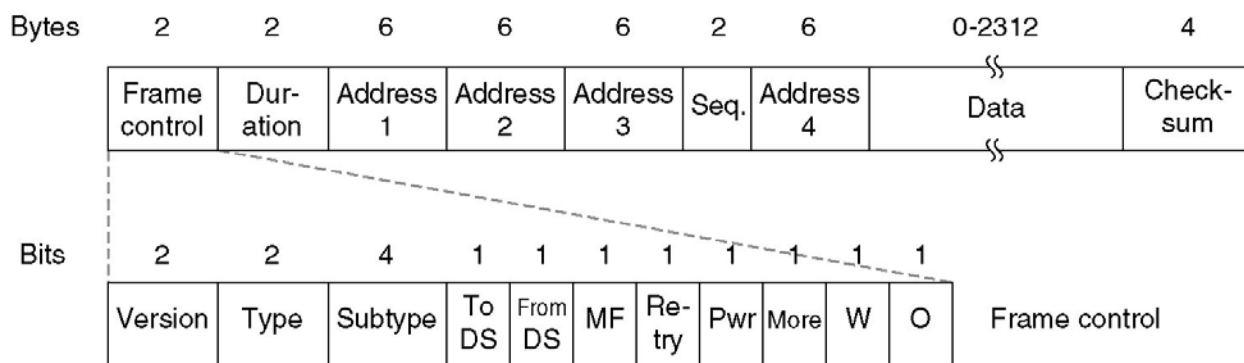 Bytes 2 2 6 6 6 2 6 0-2312 4
Frame control Dur-ation Address 1 Address 2 Address 3 Seq. Address 4 Data Check-sum
Bits 2 2 4 1 1 1 1 1 1 1 1
Version Type Subtype To DS From DS MF Re-try Pwr More W O Frame control